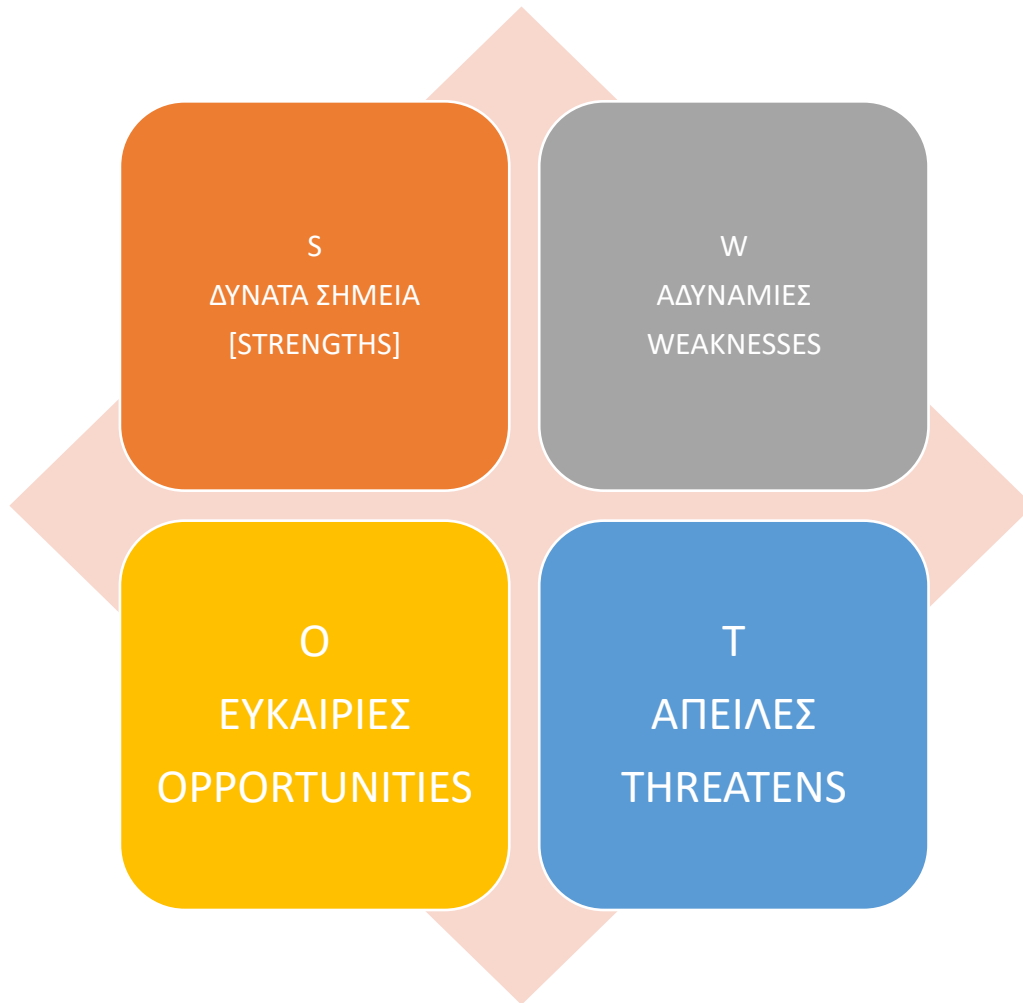 S
ΔΥΝΑΤΑ ΣΗΜΕΙΑ
[STRENGTHS]
W
ΑΔΥΝΑΜΙΕΣ
WEAKNESSES
O
ΕΥΚΑΙΡΙΕΣ
OPPORTUNITIES
T
ΑΠΕΙΛΕΣ
THREATENS